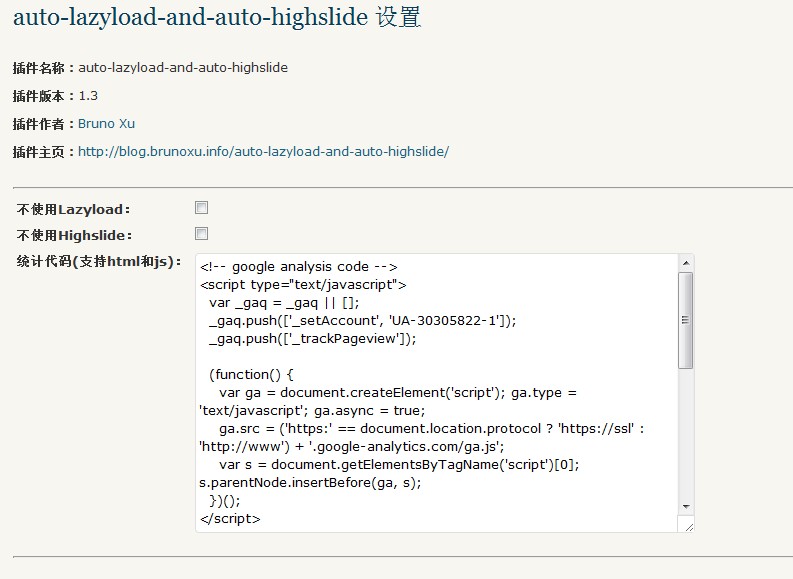 auto-lazyload-and-auto-highslide 设置
插件名称：auto-lazyload-and-auto-highslide
插件版本：1.3
插件作者：Bruno Xu
插件主页：http://blog.brunoxu.info/auto-lazyload-and-auto-highslide/
不使用Lazyload：
不使用Highslide：
统计代码(支持html和js)：
<!-- google analysis code -->
<script type="text/javascript">
  var _gaq = _gaq || [];
  _gaq.push(['_setAccount', 'UA-30305822-1']);
  _gaq.push(['_trackPageview']);
  (function() {
    var ga = document.createElement('script'); ga.type =
'text/javascript'; ga.async = true;
    ga.src = ('https:' == document.location.protocol ? 'https://ssl' :
'http://www') + '.google-analytics.com/ga.js';
    var s = document.getElementsByTagName('script')[0];
s.parentNode.insertBefore(ga, s);
  })();
</script>